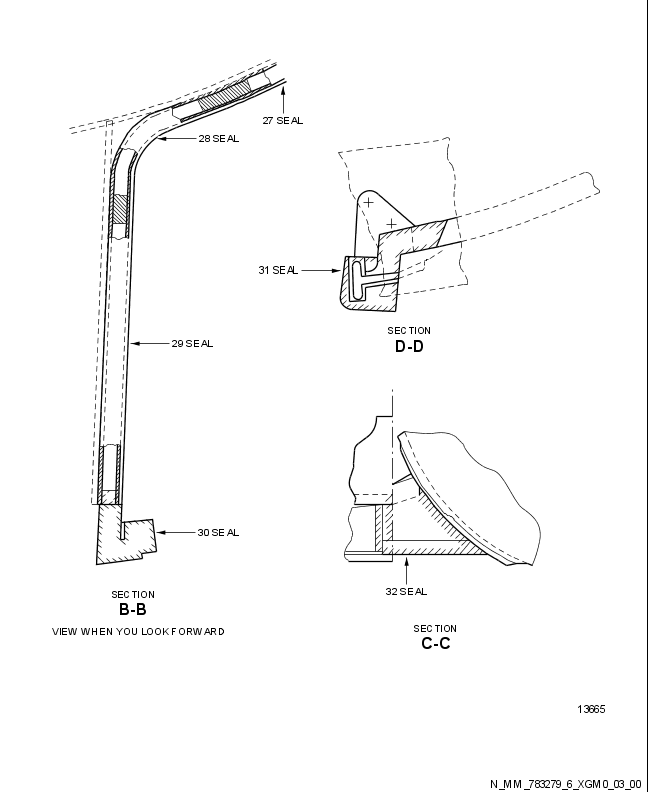 27 SEAL
28 SEAL
29 SEAL
30 SEAL
SECTION
B-B
VIEW WHEN YOU LOOK FORWARD
31 SEAL
SECTION
D-D
32 SEAL
SECTION
C-C
13665
N_MM_783279_6_XGM0_03_00